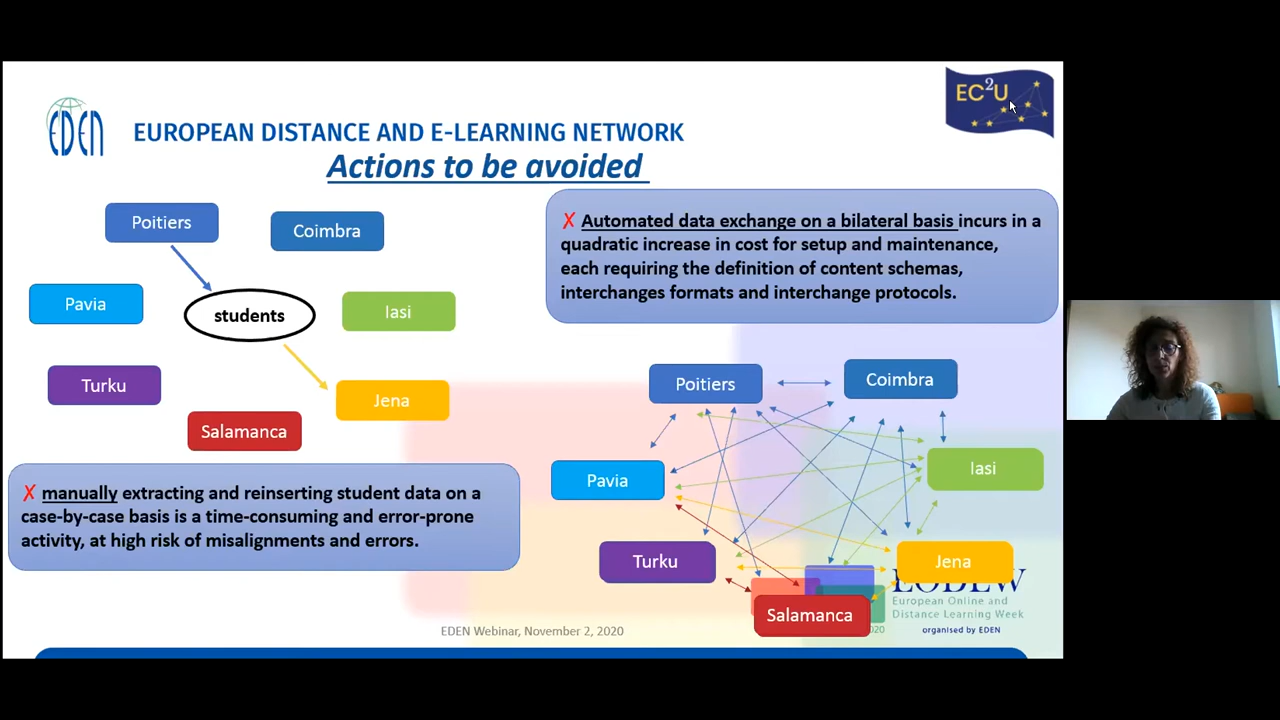 EC2U
EDEN
EUROPEAN DISTANCE AND E-LEARNING NETWORK
Actions to be avoided
Poitiers
Coimbra
Pavia
students
Iasi
Turku
Jena
Salamanca
✗ manually extracting and reinserting student data on a
case-by-case basis is a time-consuming and error-prone
activity, at high risk of misalignments and errors.
✗ Automated data exchange on a bilateral basis incurs in a
quadratic increase in cost for setup and maintenance,
each requiring the definition of content schemas,
interchanges formats and interchange protocols.
Poitiers
Coimbra
Pavia
Iasi
Turku
Jena
Salamanca
EODLW
European Online and
Distance Learning Week
2020
organised by EDEN
EDEN Webinar, November 2, 2020